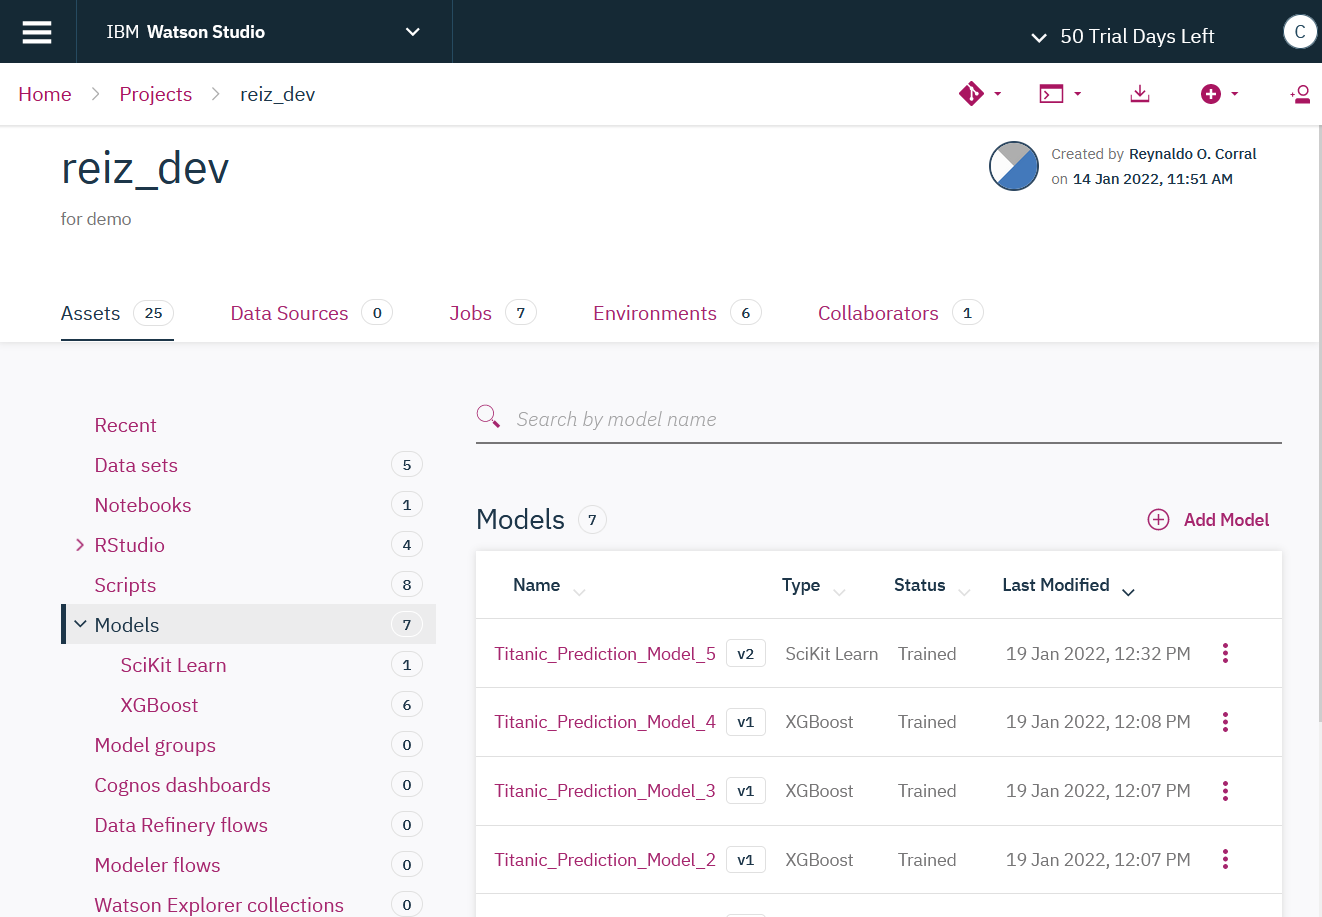 IBM Watson Studio
50 Trial Days Left
C
Home
Projects
reiz_dev
reiz_dev
Created by Reynaldo O. Corral
on 14 Jan 2022, 11:51 AM
for demo
Assets 25
Data Sources 0
Jobs 7
Environments 6
Collaborators 1
Recent
Data sets 5
Notebooks 1
RStudio 4
Scripts 8
Models 7
SciKit Learn 1
XGBoost 6
Model groups 0
Cognos dashboards 0
Data Refinery flows 0
Modeler flows 0
Watson Explorer collections 0
Search by model name
Models 7
Add Model
Name Type Status Last Modified
Titanic_Prediction_Model_5 v2 SciKit Learn Trained 19 Jan 2022, 12:32 PM
Titanic_Prediction_Model_4 v1 XGBoost Trained 19 Jan 2022, 12:08 PM
Titanic_Prediction_Model_3 v1 XGBoost Trained 19 Jan 2022, 12:07 PM
Titanic_Prediction_Model_2 v1 XGBoost Trained 19 Jan 2022, 12:07 PM